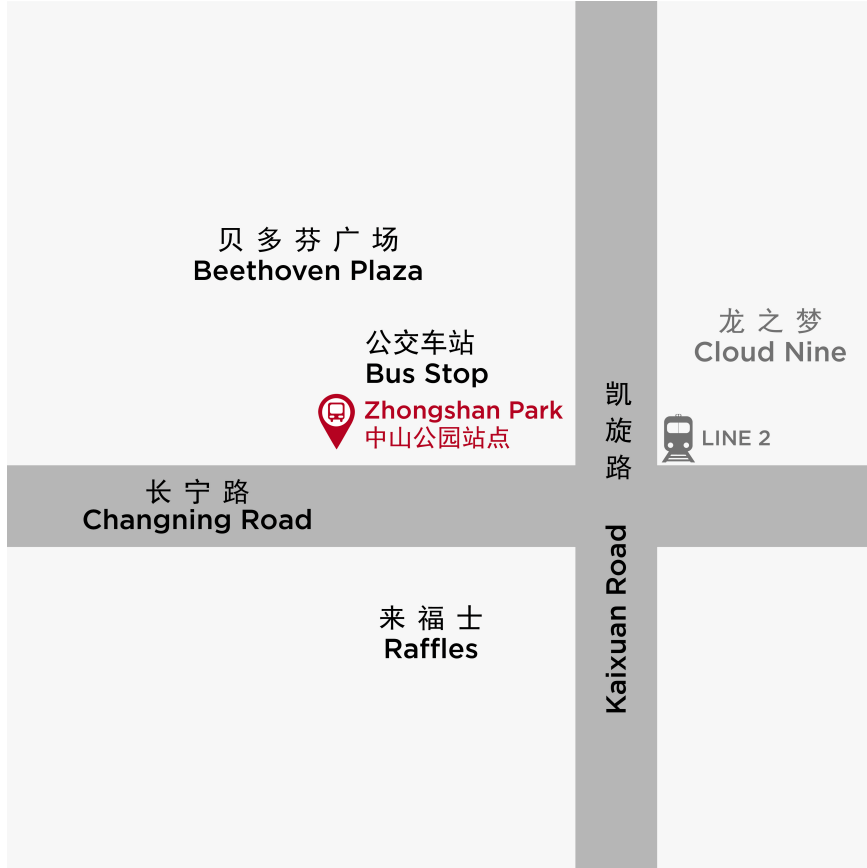 贝多芬广场
Beethoven Plaza
龙之梦
Cloud Nine
公交车站
Bus Stop
Zhongshan Park
中山公园站点
凯旋路
LINE 2
长宁路
Changning Road
Kaixuan Road
来福士
Raffles